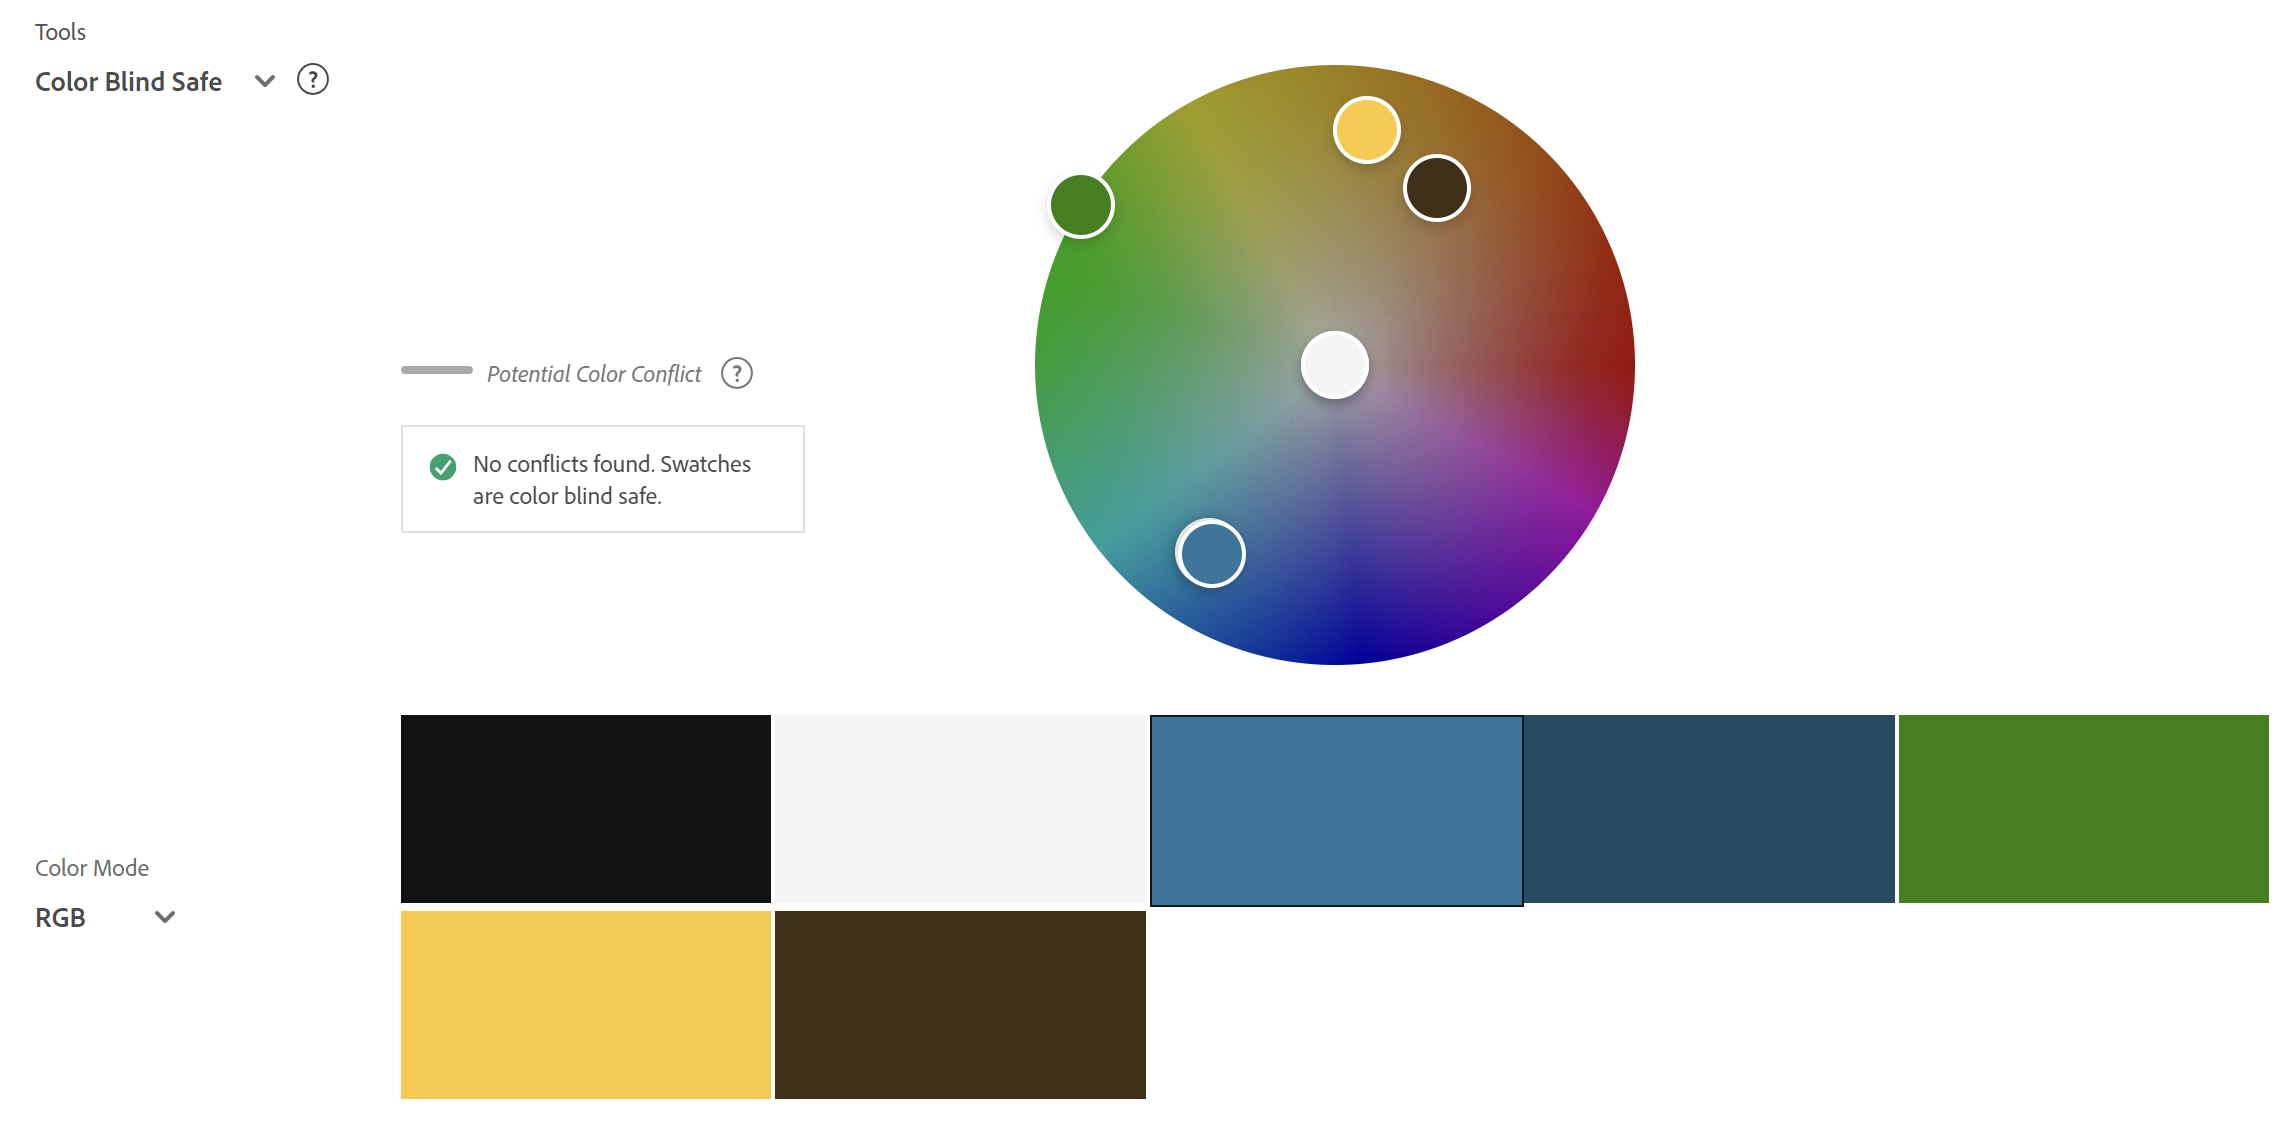 Tools
Color Blind Safe
?
Potential Color Conflict ?
No conflicts found. Swatches
are color blind safe.
Color Mode
RGB